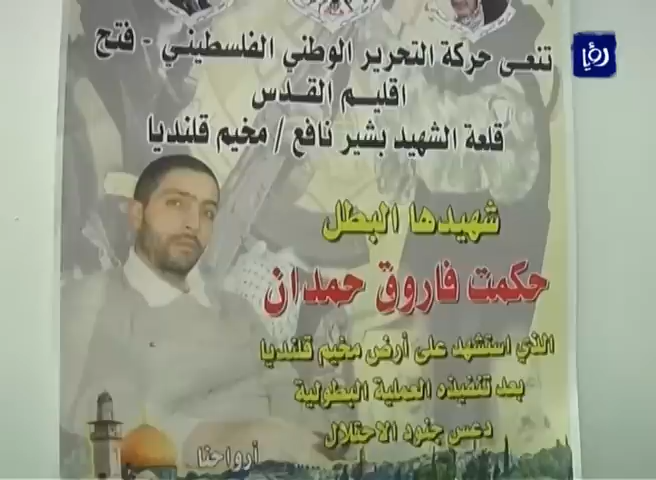 رؤيا
تنعى حركة التحرير الوطني الفلسطيني - فتح
اقليم القدس
قلعة الشهيد بشير نافع / مخيم قلنديا
شهيدها البطل
حكمت فاروق حمدان
الذي استشهد على أرض مخيم قلنديا
بعد تنفيذه العملية البطولية
دعس جنود الاحتلال
أرواحنا